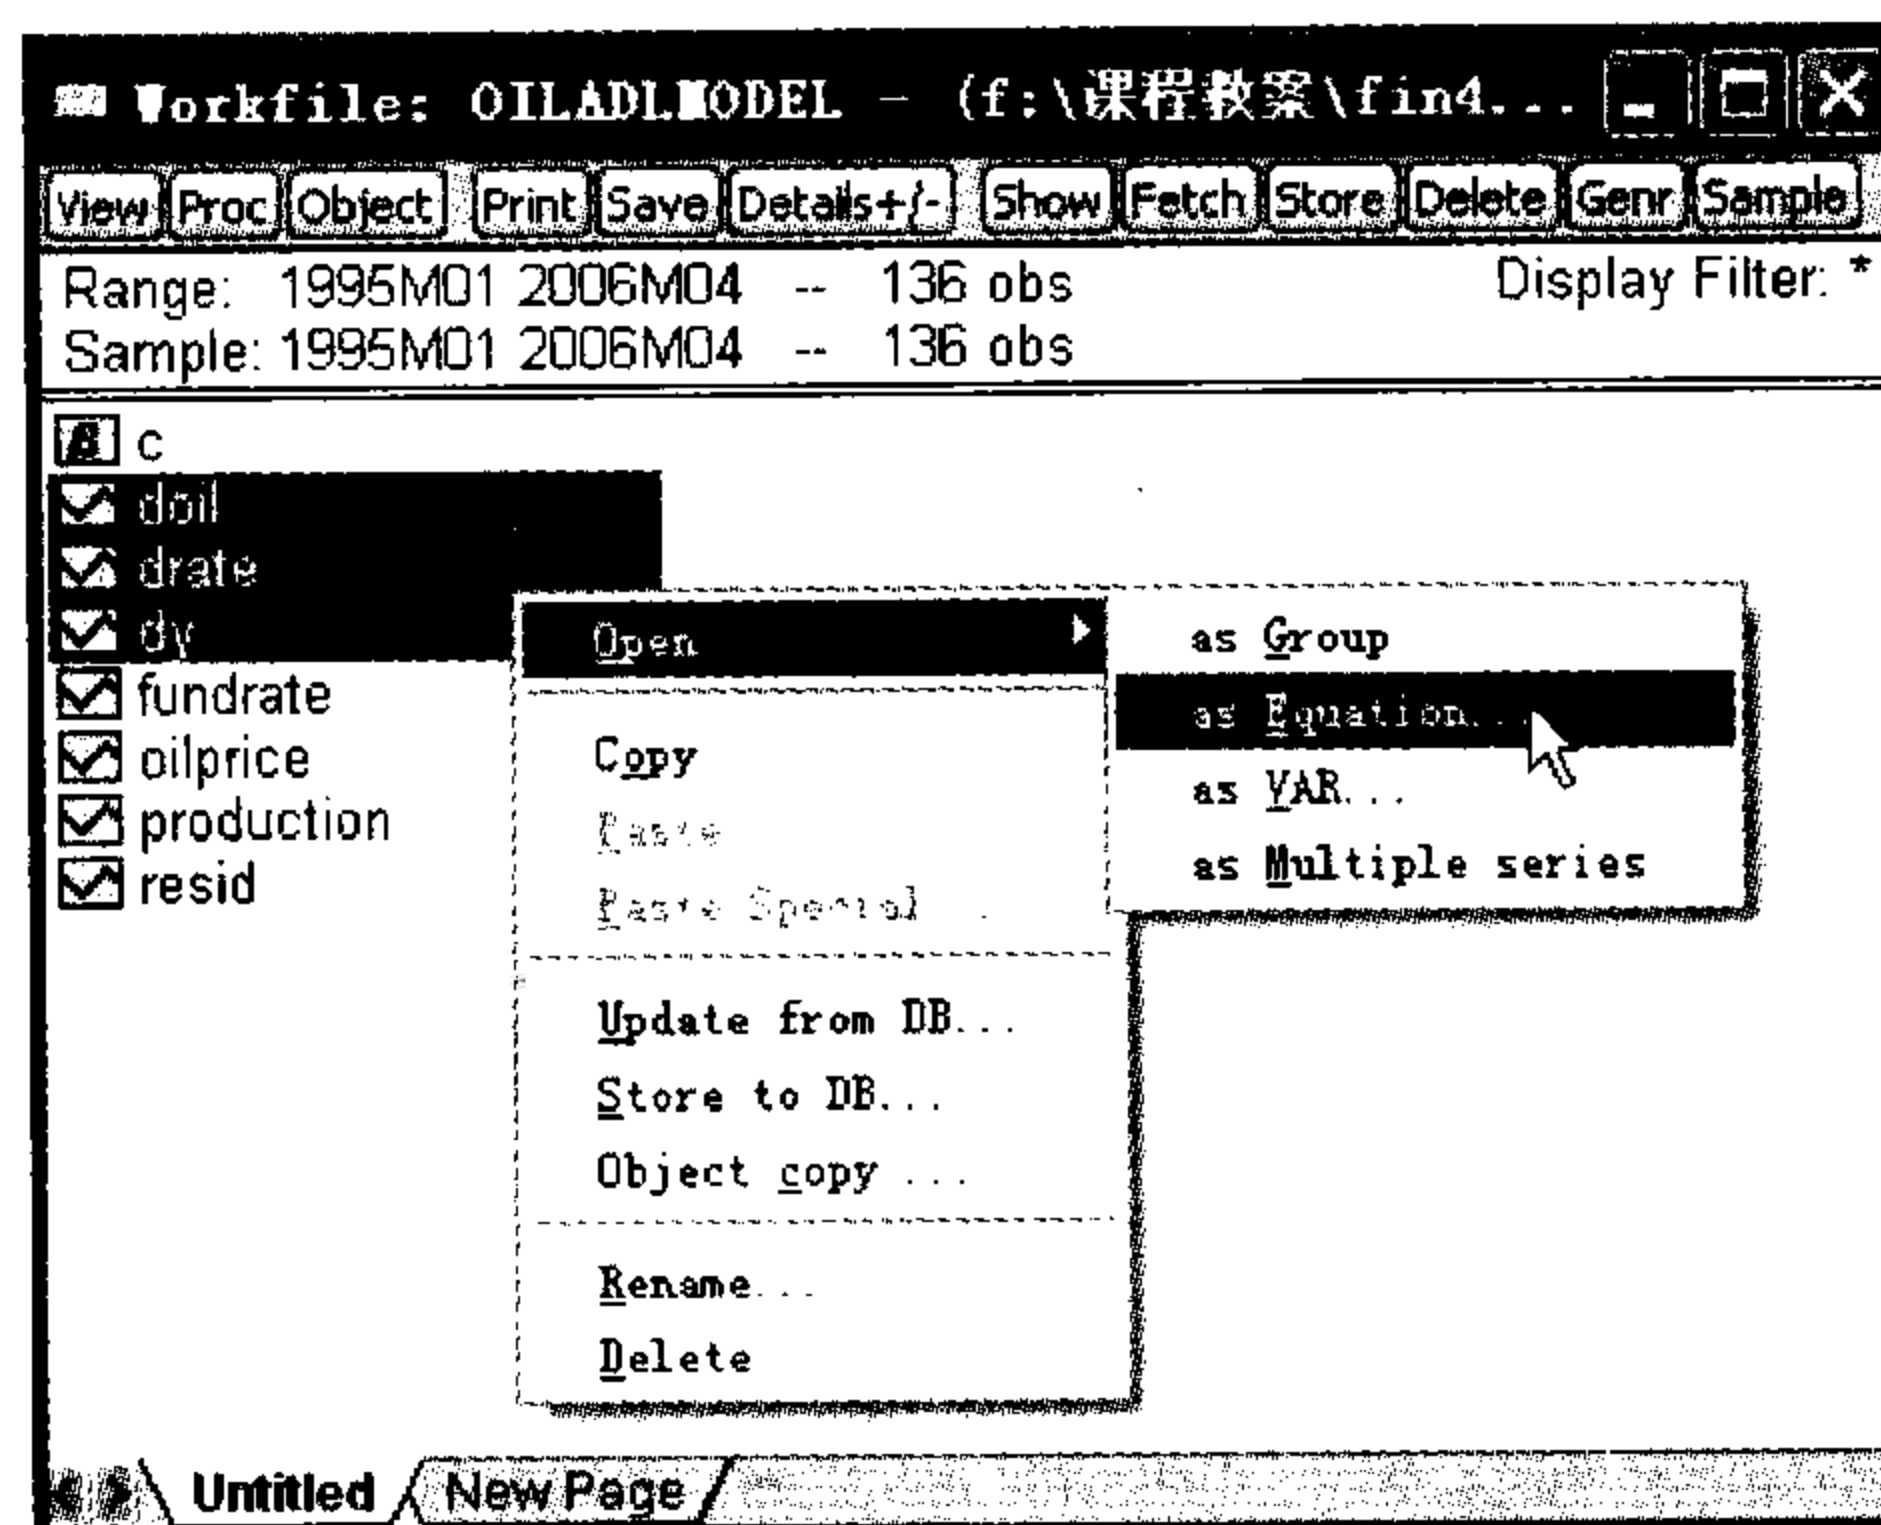 Workfile: OILADLMODEL - (f:\课程教案\fin4...
View Proc Object Print Save Details+/- Show Fetch Store Delete Genr Sample
Range: 1995M01 2006M04 -- 136 obs Display Filter: *
Sample: 1995M01 2006M04 -- 136 obs
c
doil
drate
dy
fundrate
oilprice
production
resid
Open
Copy
Paste
Paste Special...
Update from DB...
Store to DB...
Object copy ...
Rename...
Delete
as Group
as Equation...
as VAR...
as Multiple series
Untitled New Page